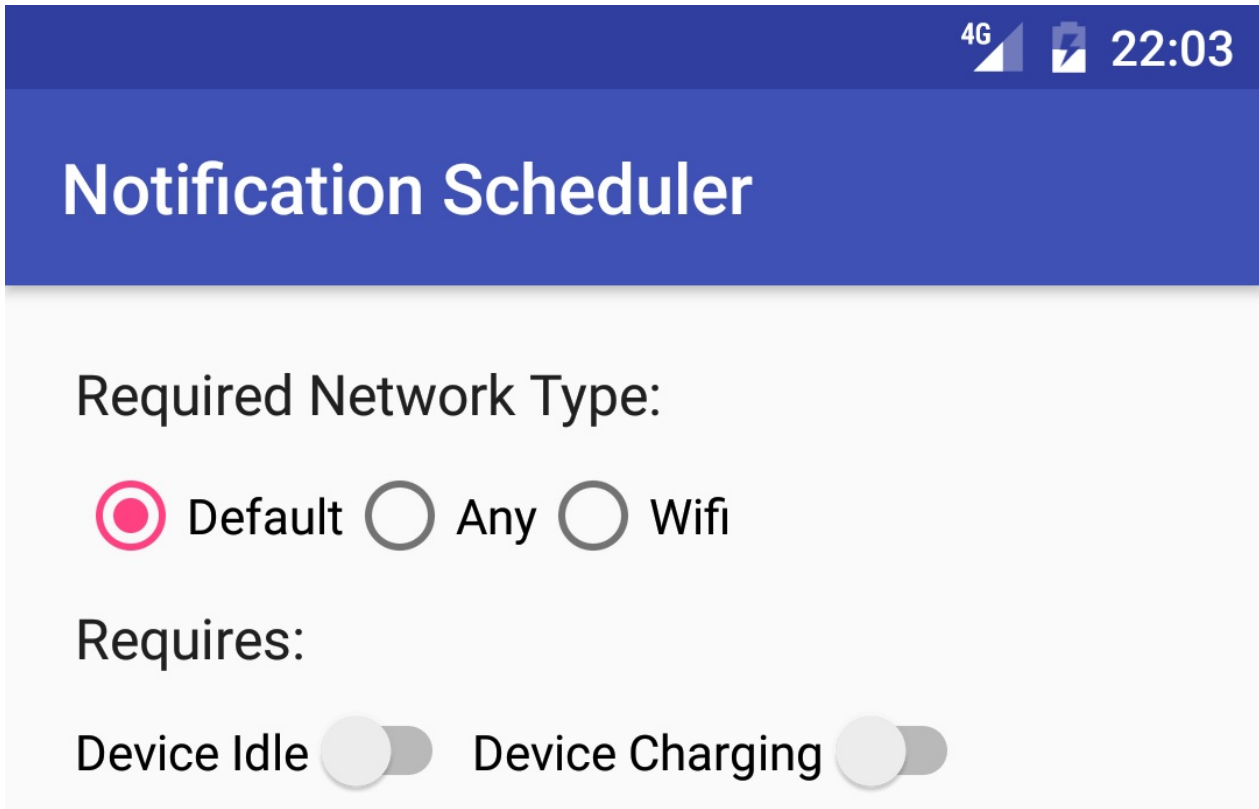 4G 22:03
Notification Scheduler
Required Network Type:
Default Any Wifi
Requires:
Device Idle Device Charging